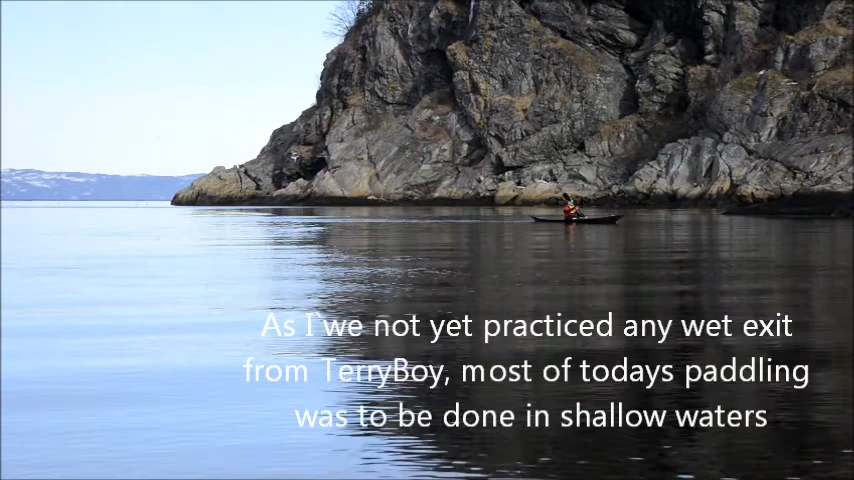 As I`we not yet practiced any wet exit
from TerryBoy, most of todays paddling
was to be done in shallow waters